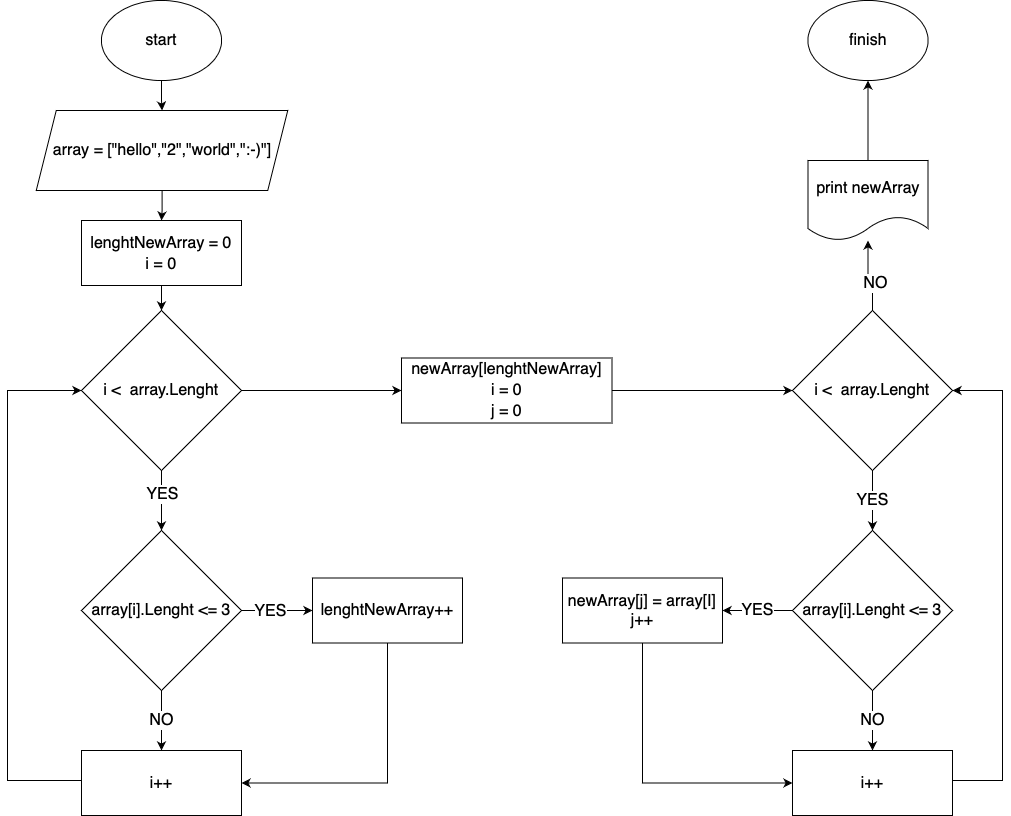 start
array = ["hello","2","world",":-)"]
lenghtNewArray = 0
i = 0
i <  array.Lenght
YES
array[i].Lenght <= 3
YES
lenghtNewArray++
NO
i++
newArray[lenghtNewArray]
i = 0
j = 0
i <  array.Lenght
YES
array[i].Lenght <= 3
YES
newArray[j] = array[I]
j++
NO
i++
NO
print newArray
finish